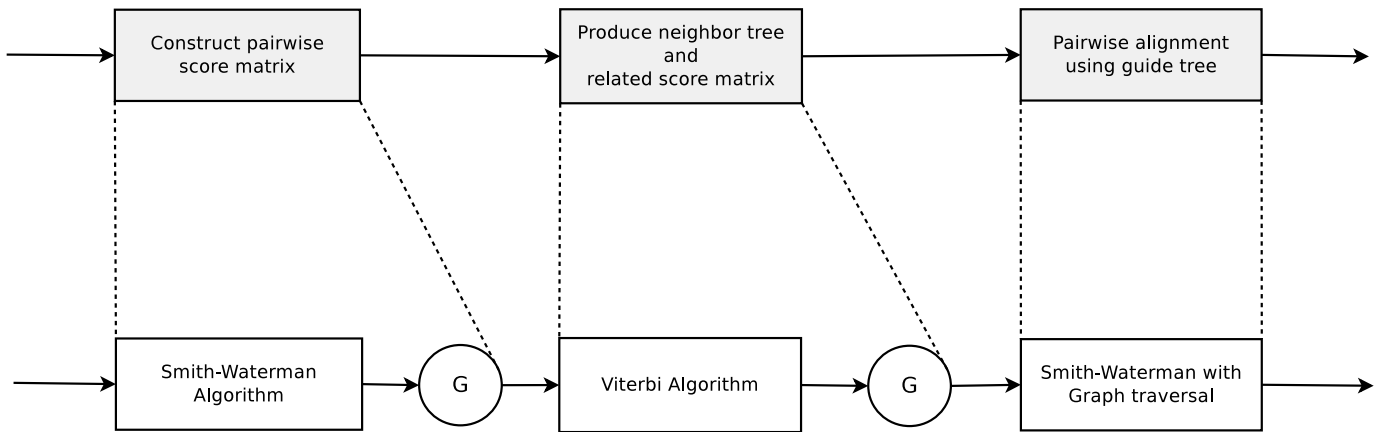 Construct pairwise
score matrix
Produce neighbor tree
and
related score matrix
Pairwise alignment
using guide tree
Smith-Waterman
Algorithm
G
Viterbi Algorithm
G
Smith-Waterman with
Graph traversal